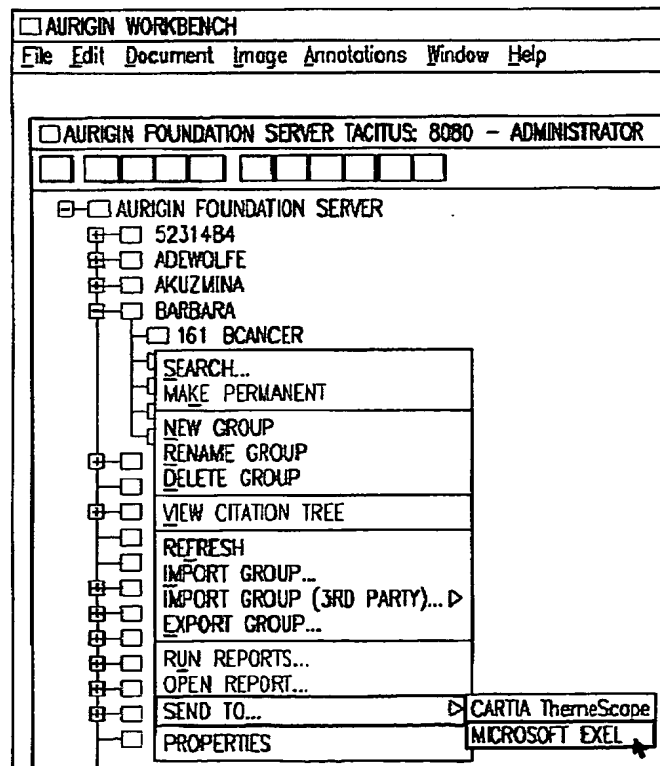 AURIGIN WORKBENCH
File Edit Document Image Annotations Window Help
AURIGIN FOUNDATION SERVER TACITUS: 8080 – ADMINISTRATOR
AURIGIN FOUNDATION SERVER
5231484
ADEWOLFE
AKUZMINA
BARBARA
161 BCANCER
SEARCH...
MAKE PERMANENT
NEW GROUP
RENAME GROUP
DELETE GROUP
VIEW CITATION TREE
REFRESH
IMPORT GROUP...
IMPORT GROUP (3RD PARTY)...
EXPORT GROUP...
RUN REPORTS...
OPEN REPORT...
SEND TO... CARTIA ThemeScape
MICROSOFT EXEL
PROPERTIES